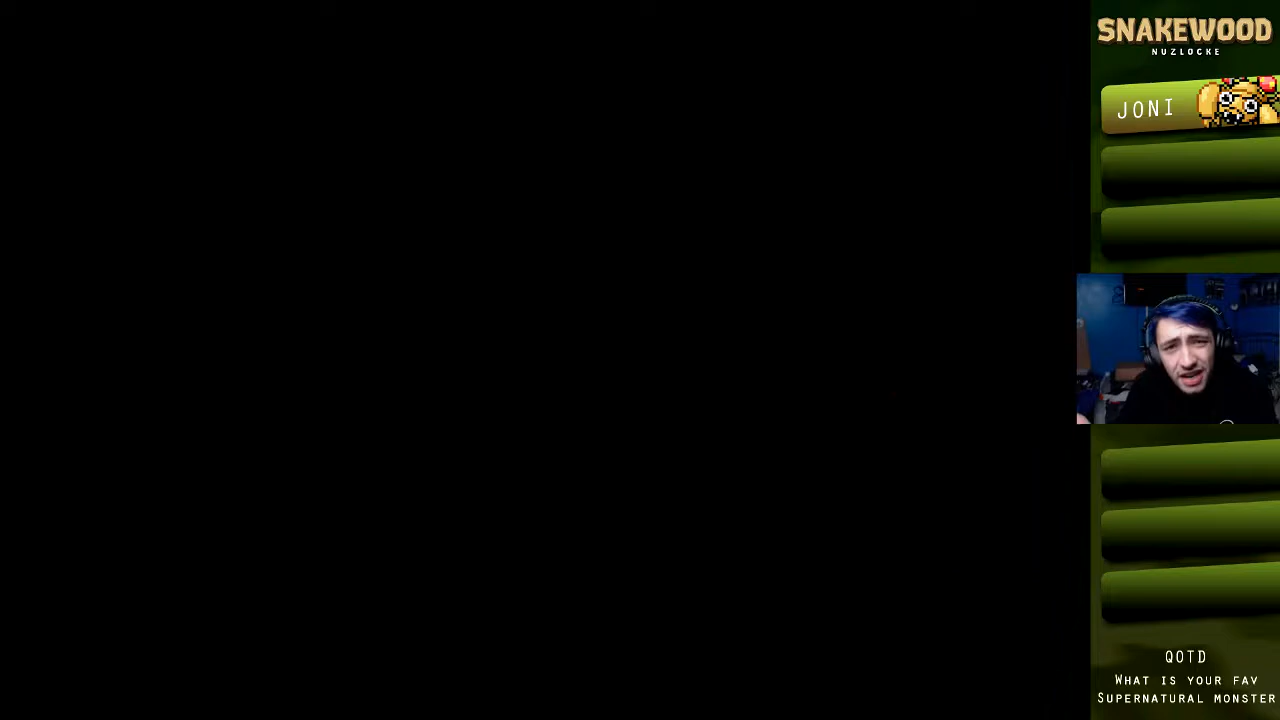 SNAKEWOOD
NUZLOCKE
JONI
QOTD
WHAT IS YOUR FAV
SUPERNATURAL MONSTER